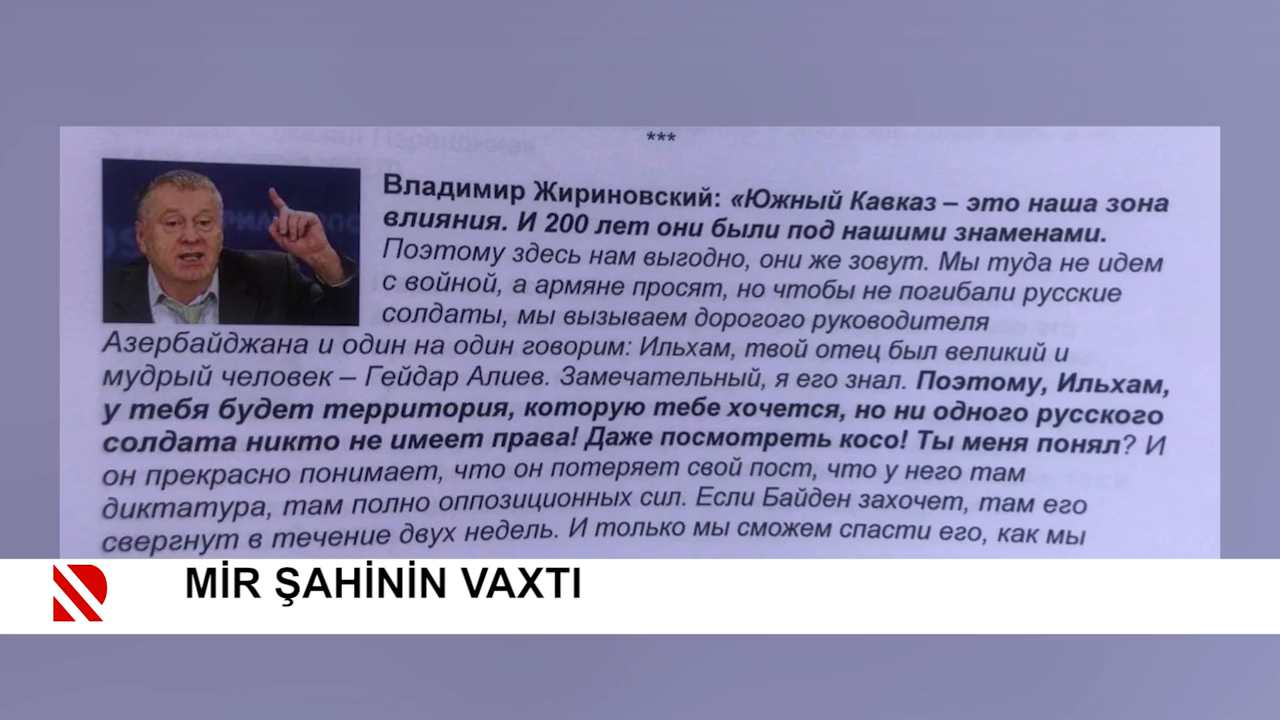 ***
Владимир Жириновский: «Южный Кавказ – это наша зона
влияния. И 200 лет они были под нашими знаменами.
Поэтому здесь нам выгодно, они же зовут. Мы туда не идем
с войной, а армяне просят, но чтобы не погибали русские
солдаты, мы вызываем дорогого руководителя
Азербайджана и один на один говорим: Ильхам, твой отец был великий и
мудрый человек – Гейдар Алиев. Замечательный, я его знал. Поэтому, Ильхам,
у тебя будет территория, которую тебе хочется, но ни одного русского
солдата никто не имеет права! Даже посмотреть косо! Ты меня понял? И
он прекрасно понимает, что он потеряет свой пост, что у него там
диктатура, там полно оппозиционных сил. Если Байден захочет, там его
свергнут в течение двух недель. И только мы сможем спасти его, как мы
MİR ŞAHİNİN VAXTI